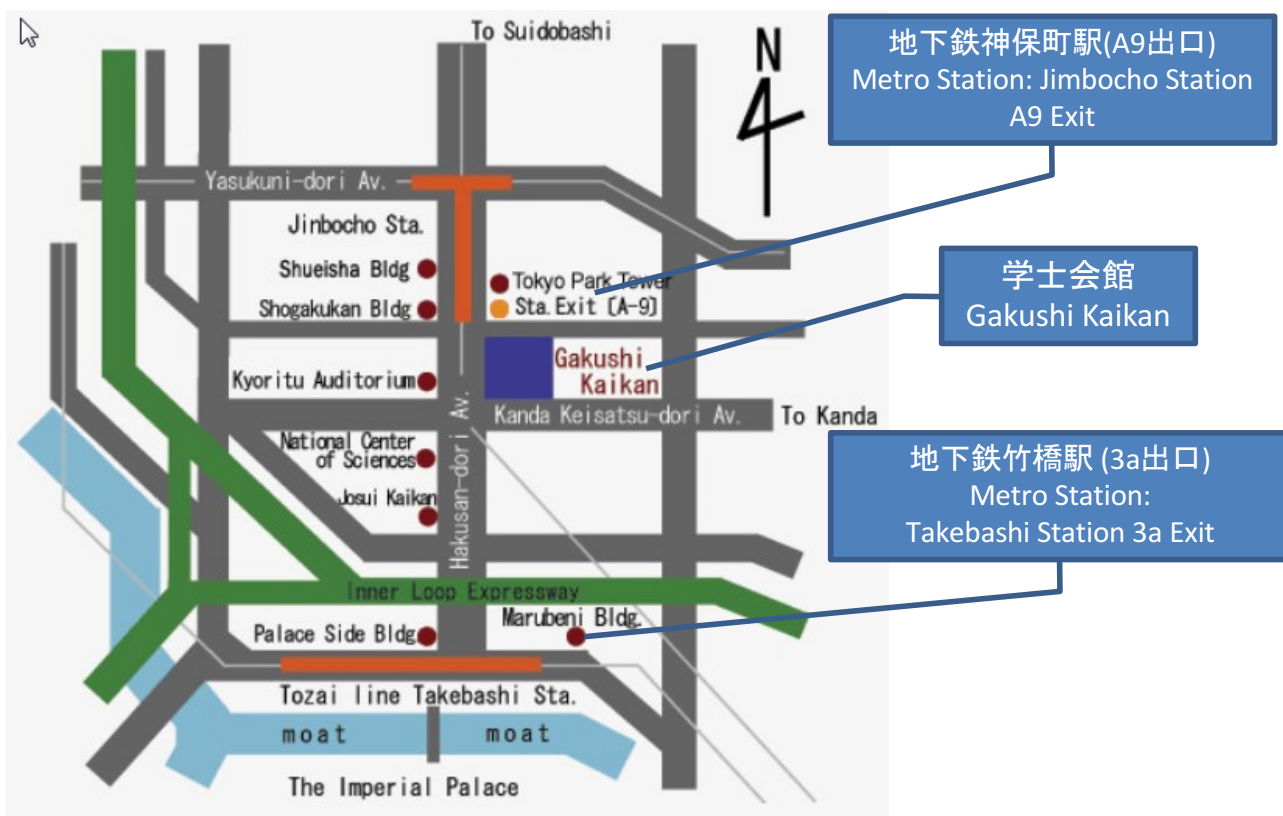 To Suidobashi
N
地下鉄神保町駅(A9出口)
Metro Station: Jimbocho Station
A9 Exit
Yasukuni-dori Av.
Jinbocho Sta.
Shueisha Bldg
Tokyo Park Tower
Shogakukan Bldg
Sta. Exit (A-9)
学士会館
Gakushi Kaikan
Gakushi
Kaikan
Kyoritu Auditorium
Kanda Keisatsu-dori Av.
To Kanda
Hakusan-dori Av.
National Center
of Sciences
Josui Kaikan
地下鉄竹橋駅 (3a出口)
Metro Station:
Takebashi Station 3a Exit
Inner Loop Expressway
Marubeni Bldg.
Palace Side Bldg
Tozai line Takebashi Sta.
moat
moat
The Imperial Palace